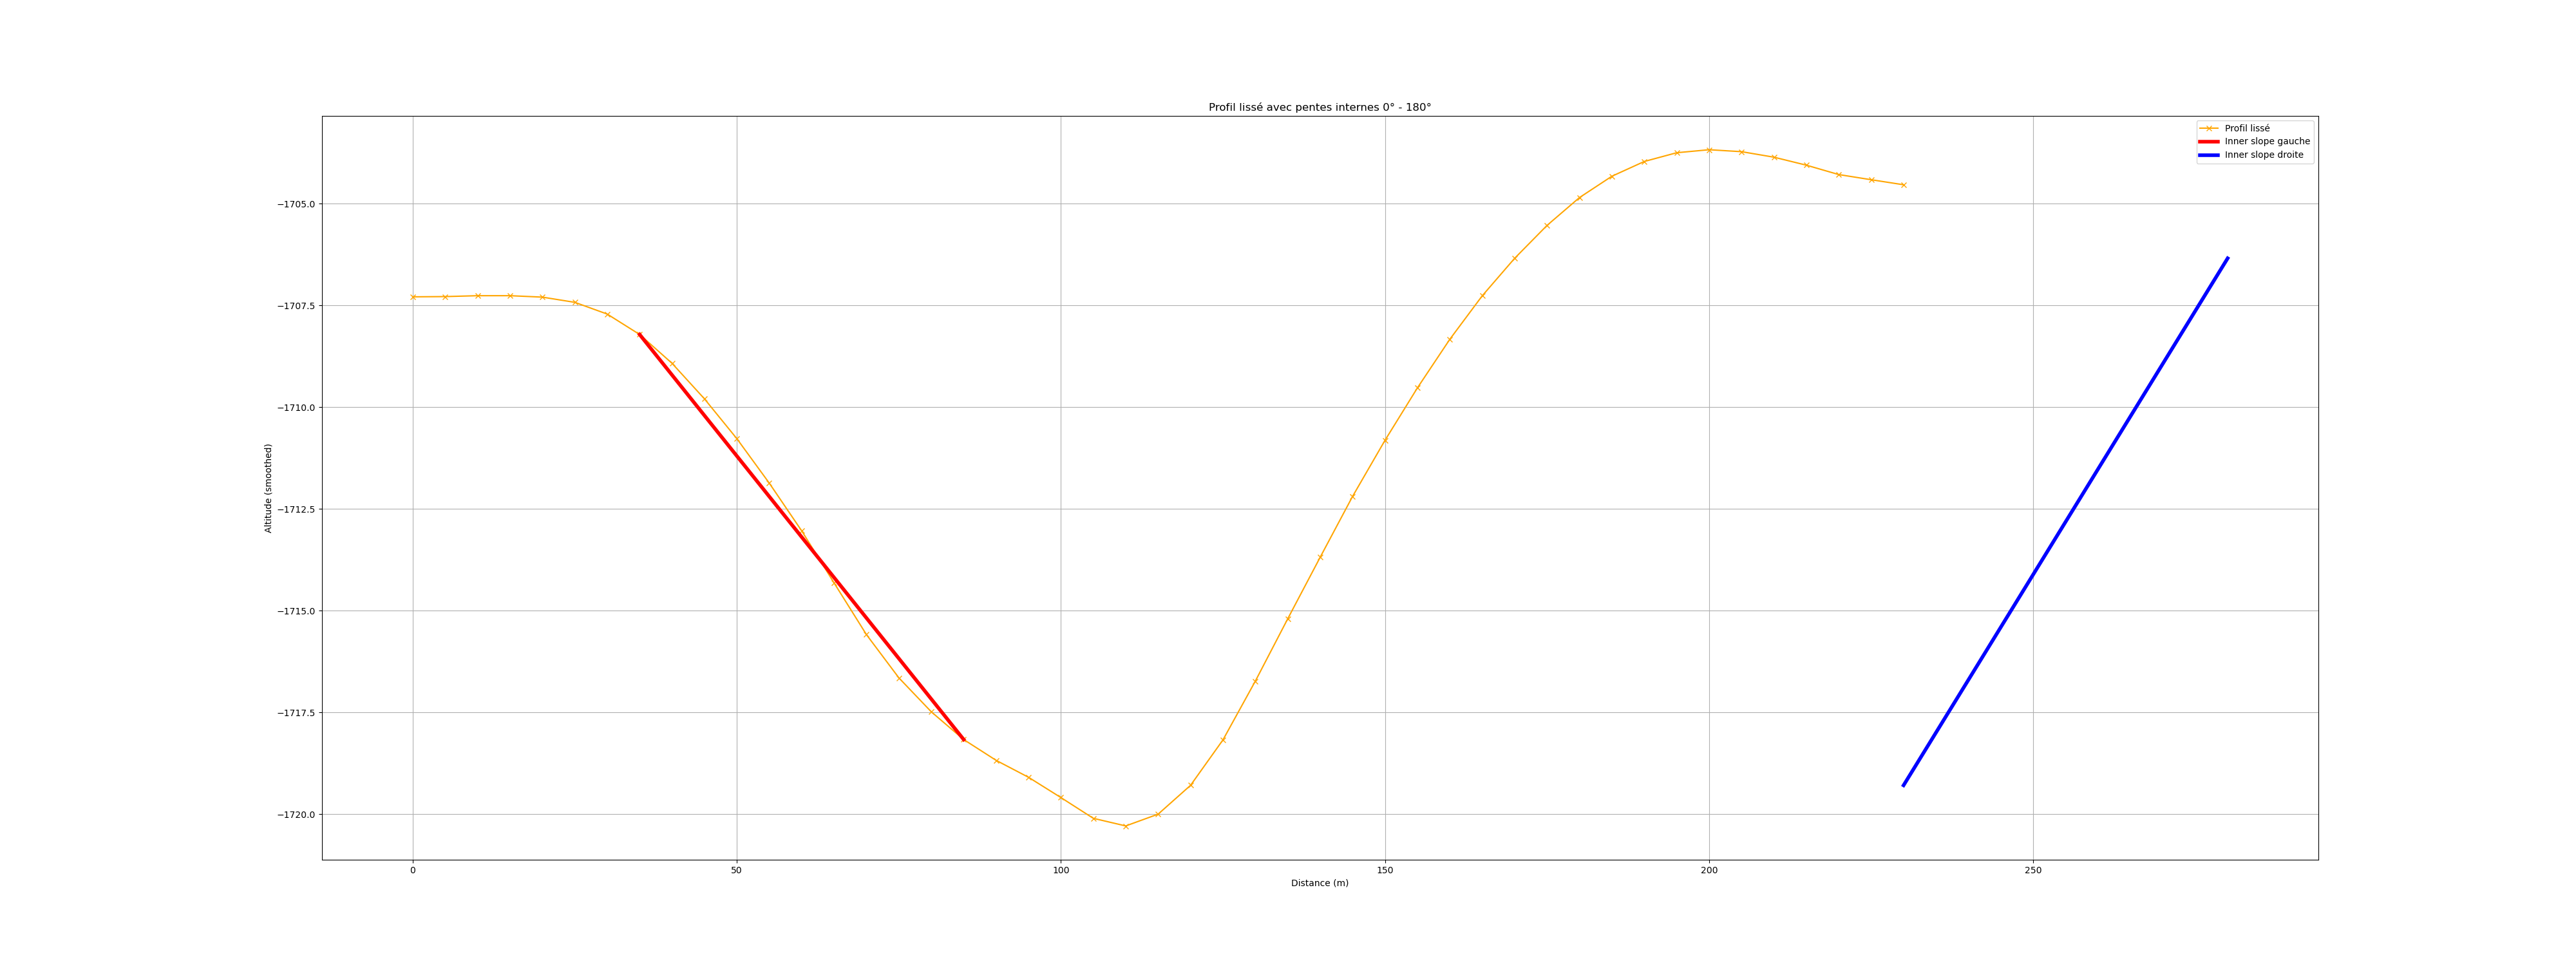 Profil lissé avec pentes internes 0° - 180°
Profil lissé
Inner slope gauche
Inner slope droite
−1705.0
−1707.5
−1710.0
−1712.5
−1715.0
−1717.5
−1720.0
Altitude (smoothed)
0 50 100 150 200 250
Distance (m)